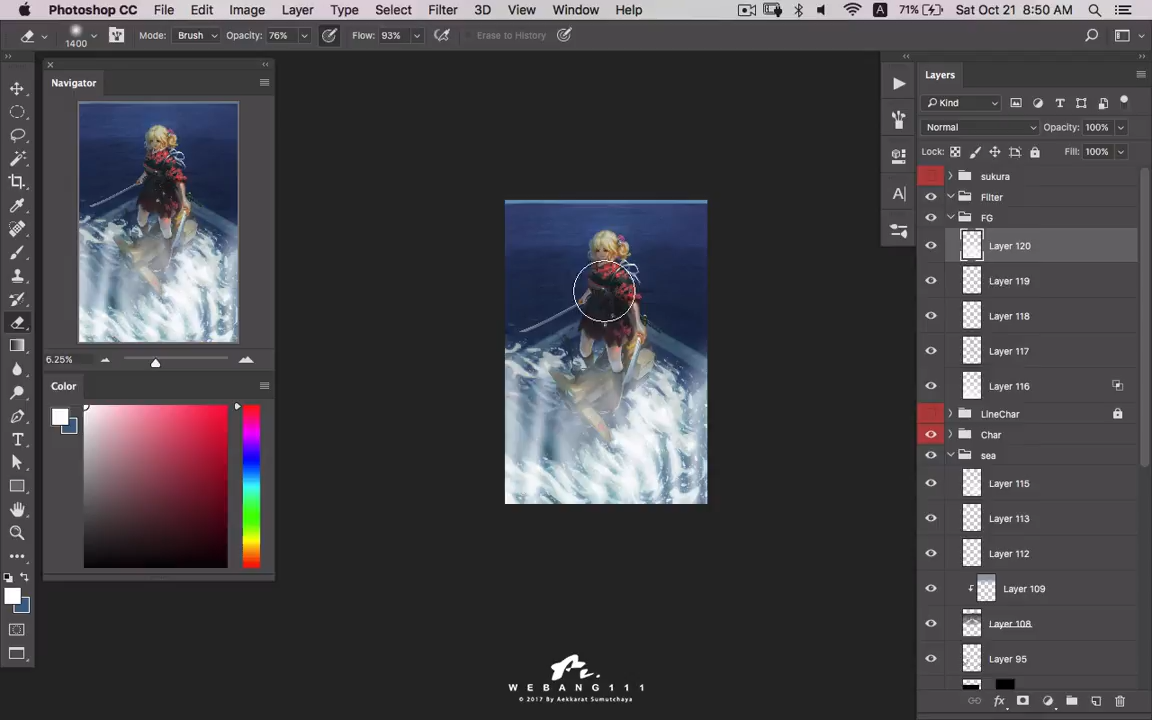 Photoshop CC File Edit Image Layer Type Select Filter 3D View Window Help A 71% Sat Oct 21 8:50 AM
1400 Mode: Brush Opacity: 76% Flow: 93% Erase to History
Navigator
6.25%
Color
T
A
Layers
Kind
T
Normal Opacity: 100%
Lock: Fill: 100%
sukura
Filter
FG
Layer 120
Layer 119
Layer 118
Layer 117
Layer 116
LineChar
Char
sea
Layer 115
Layer 113
Layer 112
Layer 109
Layer 108
Layer 95
fx
WEBANG111
© 2017 By Aekkarat Sumutchaya